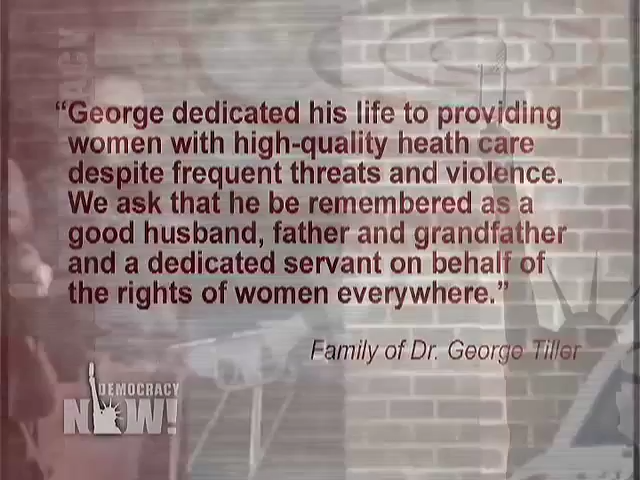 “George dedicated his life to providing
women with high-quality heath care
despite frequent threats and violence.
We ask that he be remembered as a
good husband, father and grandfather
and a dedicated servant on behalf of
the rights of women everywhere.”
Family of Dr. George Tiller
DEMOCRACY
NOW!